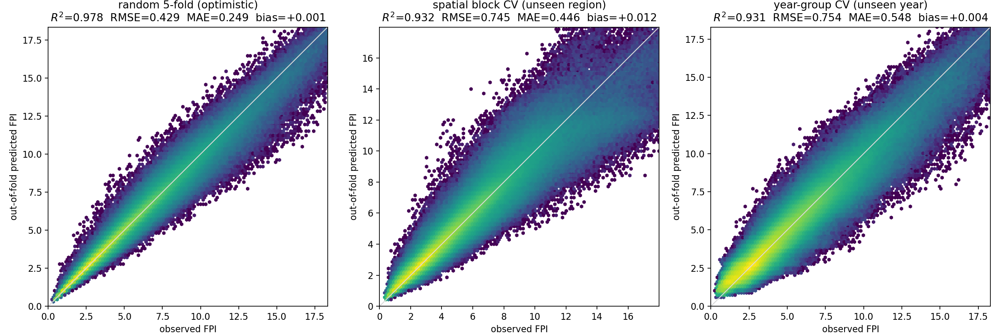 random 5-fold (optimistic)
R²=0.978 RMSE=0.429 MAE=0.249 bias=+0.001
17.5
15.0
12.5
10.0
7.5
5.0
2.5
0.0
out-of-fold predicted FPI
0.0 2.5 5.0 7.5 10.0 12.5 15.0 17.5
observed FPI
spatial block CV (unseen region)
R²=0.932 RMSE=0.745 MAE=0.446 bias=+0.012
16
14
12
10
8
6
4
2
0
out-of-fold predicted FPI
0 2 4 6 8 10 12 14 16
observed FPI
year-group CV (unseen year)
R²=0.931 RMSE=0.754 MAE=0.548 bias=+0.004
17.5
15.0
12.5
10.0
7.5
5.0
2.5
0.0
out-of-fold predicted FPI
0.0 2.5 5.0 7.5 10.0 12.5 15.0 17.5
observed FPI